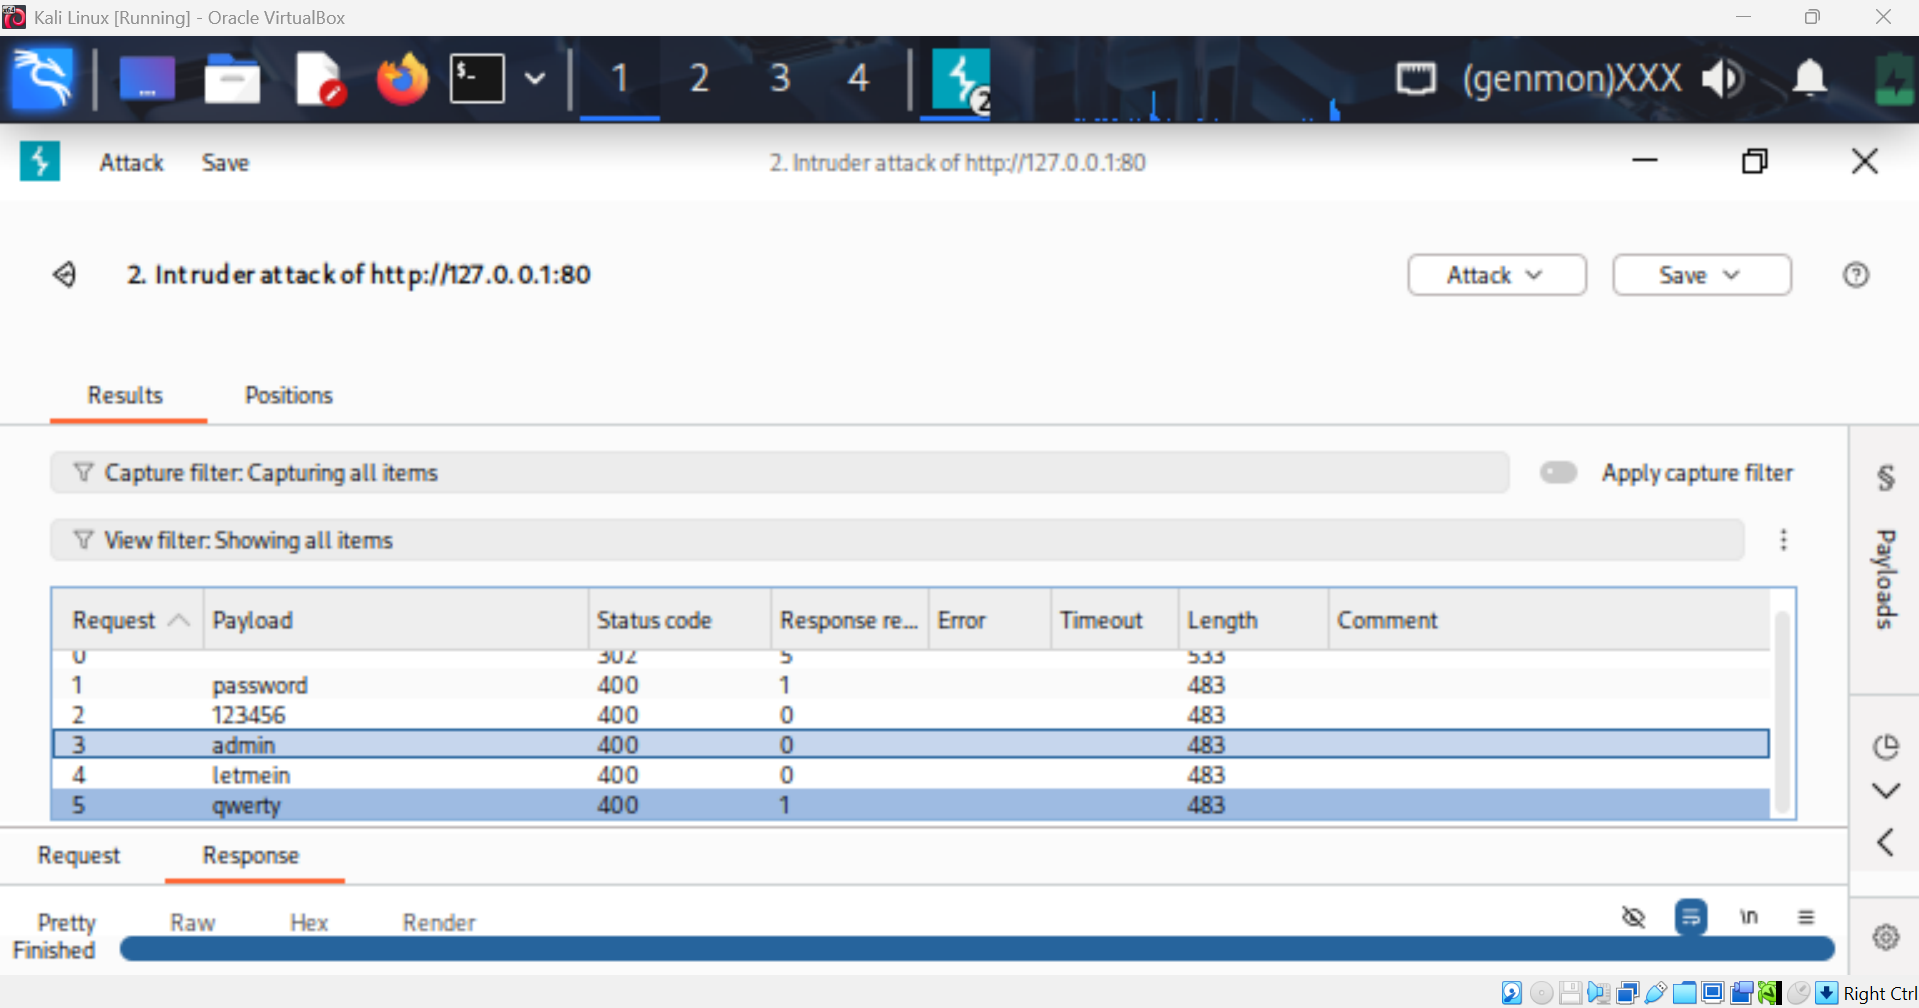 Kali Linux [Running] - Oracle VirtualBox
$-
1 2 3 4
2
(genmon)XXX
Attack Save 2. Intruder attack of http://127.0.0.1:80
2. Intruder attack of http://127.0.0.1:80 Attack Save ?
Results Positions
Capture filter: Capturing all items Apply capture filter
§
View filter: Showing all items
Payloads
Request Payload Status code Response re... Error Timeout Length Comment
0 302 5 533
1 password 400 1 483
2 123456 400 0 483
3 admin 400 0 483
4 letmein 400 0 483
5 qwerty 400 1 483
Request Response
Pretty Raw Hex Render \n
Finished
Right Ctrl